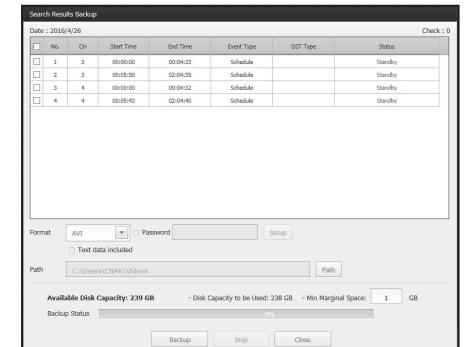 Search Results Backup
Date : 2016/4/26 Check : 0
No. CH Start Time End Time Event Type DST Type Status
1 3 00:00:00 00:04:33 Schedule Standby
2 3 00:05:50 02:04:35 Schedule Standby
3 4 00:00:00 00:04:32 Schedule Standby
4 4 00:05:43 02:04:40 Schedule Standby
Format AVI Password Setup
Text data included
Path C:\Users\CNPK\Videos Path
Available Disk Capacity: 239 GB - Disk Capacity to be Used: 238 GB - Min Marginal Space: 1 GB
Backup Status 0%
Backup Stop Close